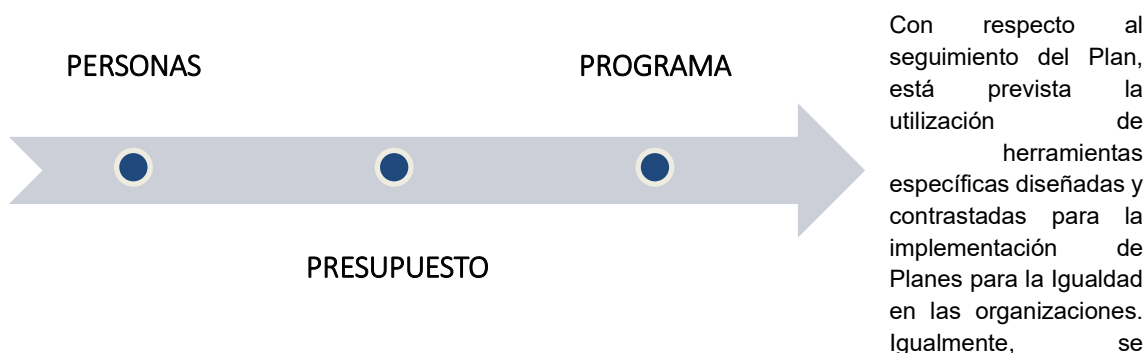 PERSONAS
PROGRAMA
PRESUPUESTO
Con respecto al
seguimiento del Plan,
está prevista la
utilización de
herramientas
específicas diseñadas y
contrastadas para la
implementación de
Planes para la Igualdad
en las organizaciones.
Igualmente, se